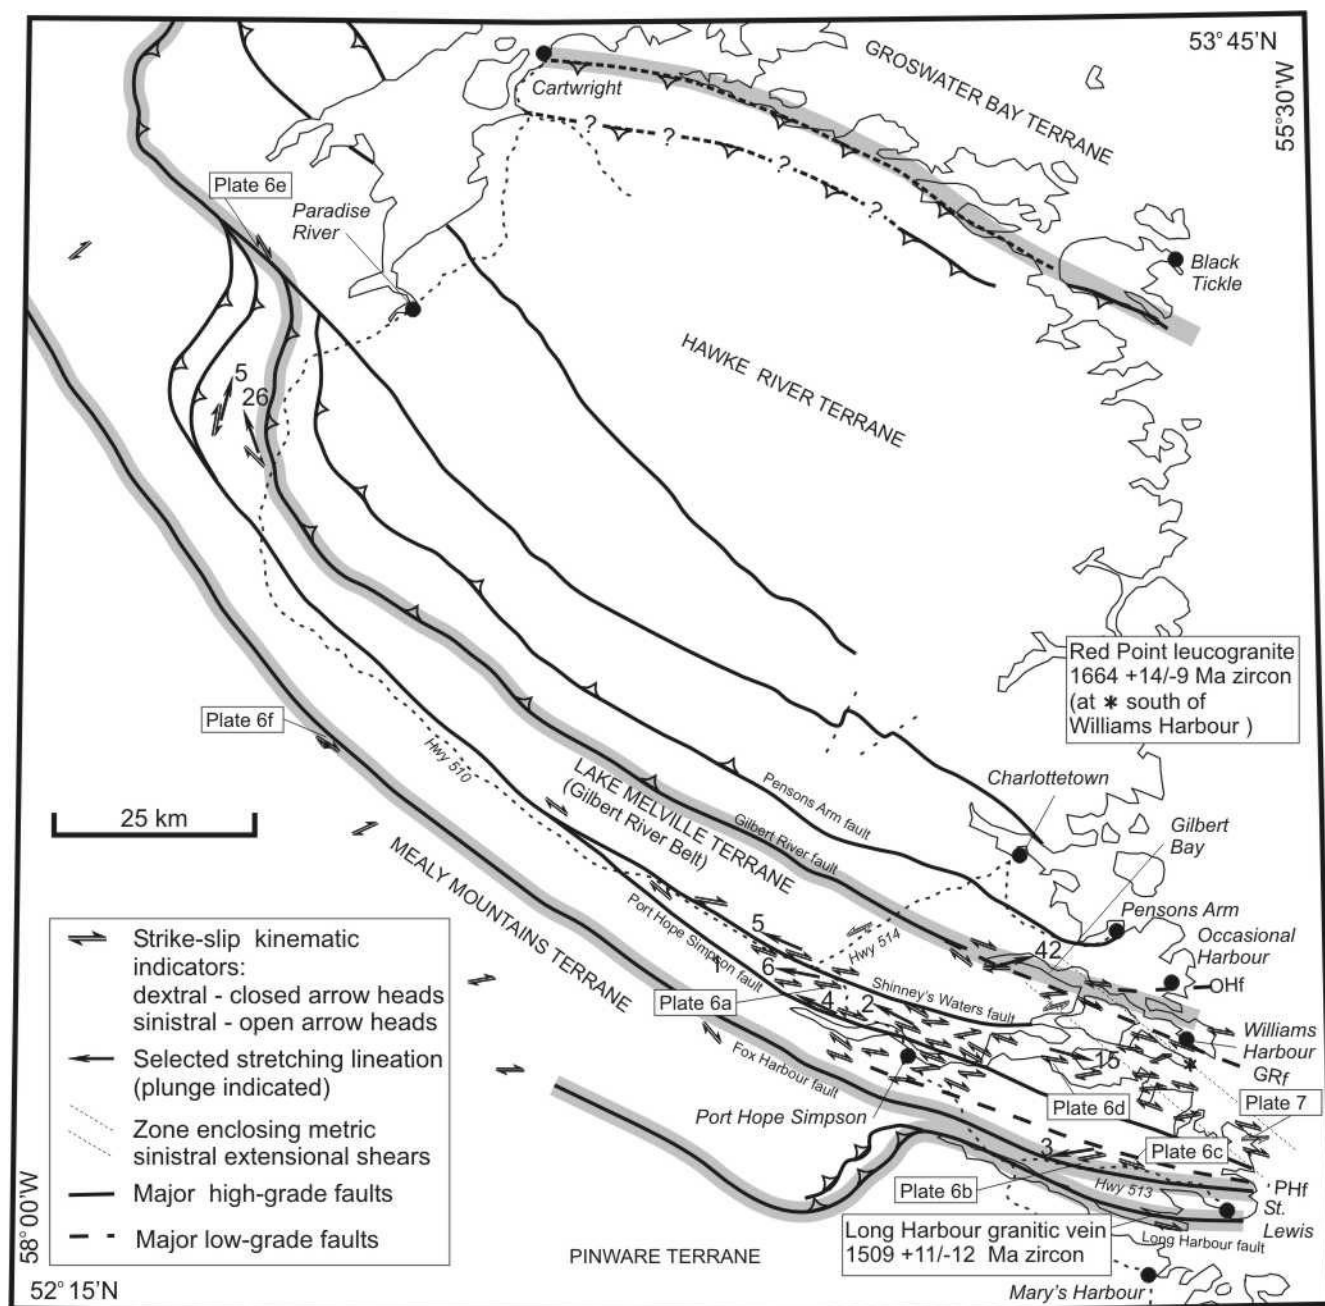 53° 45'N
55°30'W
GROSWATER BAY TERRANE
Cartwright
?
?
?
?
Plate 6e
Paradise
River
Black
Tickle
HAWKE RIVER TERRANE
5
26
Red Point leucogranite
1664 +14/-9 Ma zircon
(at ✱ south of
Williams Harbour )
Plate 6f
Hwy 510
Charlottetown
25 km
LAKE MELVILLE TERRANE
(Gilbert River Belt)
Pensons Arm fault
Gilbert River fault
Gilbert
Bay
MEALY MOUNTAINS TERRANE
Port Hope Simpson fault
Pensons Arm
Occasional
Harbour
OHf
42
5
6
Hwy 514
Plate 6a
4
2
Shinney's Waters fault
Williams
Harbour
GRf
Fox Harbour fault
15
Port Hope Simpson
Plate 6d
Plate 7
3
Plate 6c
Plate 6b
Hwy 513
PHf
St.
Lewis
Long Harbour granitic vein
1509 +11/-12 Ma zircon
Long Harbour fault
PINWARE TERRANE
Mary's Harbour
Strike-slip kinematic
indicators:
dextral - closed arrow heads
sinistral - open arrow heads
Selected stretching lineation
(plunge indicated)
Zone enclosing metric
sinistral extensional shears
Major high-grade faults
Major low-grade faults
58° 00'W
52° 15'N